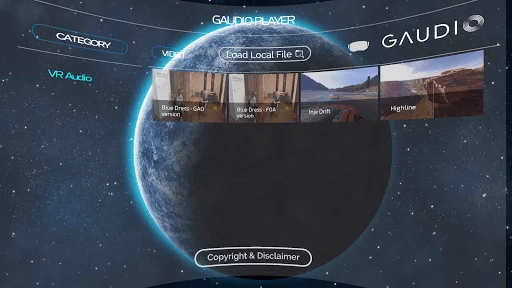 GAUDIO PLAYER
CATEGORY
VIDEO
Load Local File
GAUDIO
VR Audio
Blue Dress - GAO
version
Blue Dress - FOA
version
Inje Drift
Highline
Copyright & Disclaimer